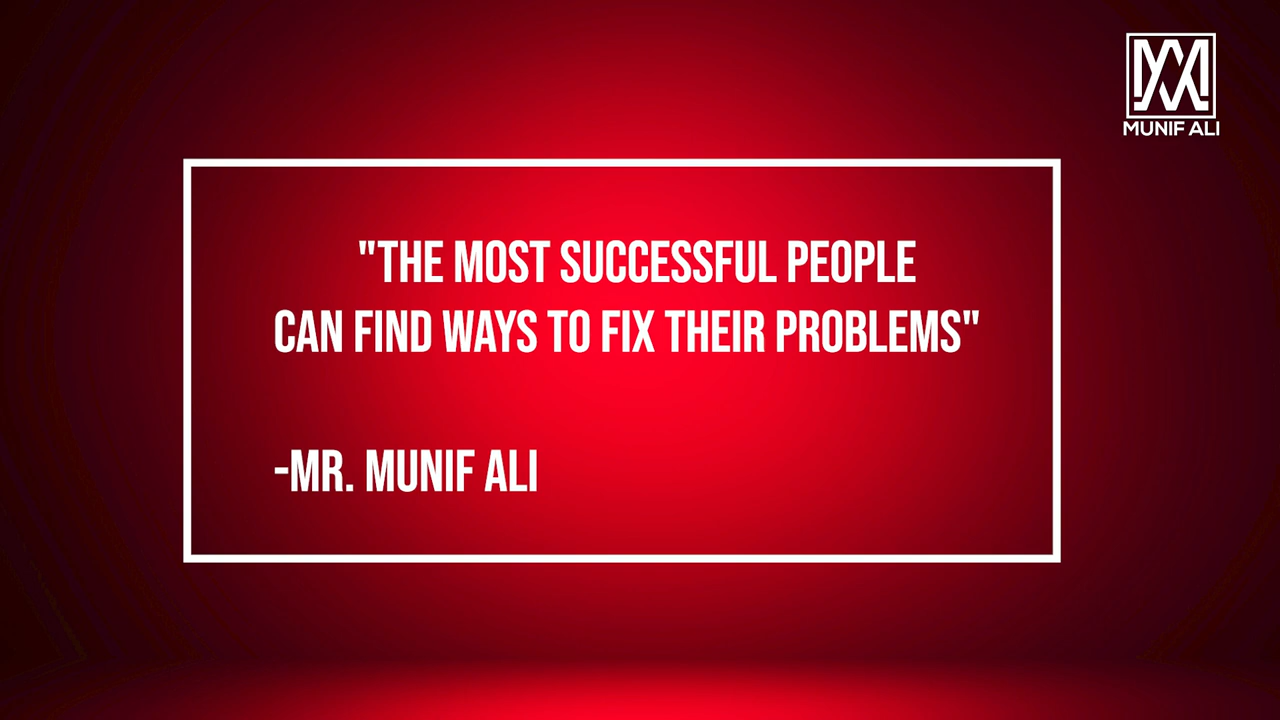 MUNIF ALI
"THE MOST SUCCESSFUL PEOPLE
CAN FIND WAYS TO FIX THEIR PROBLEMS"
-MR. MUNIF ALI